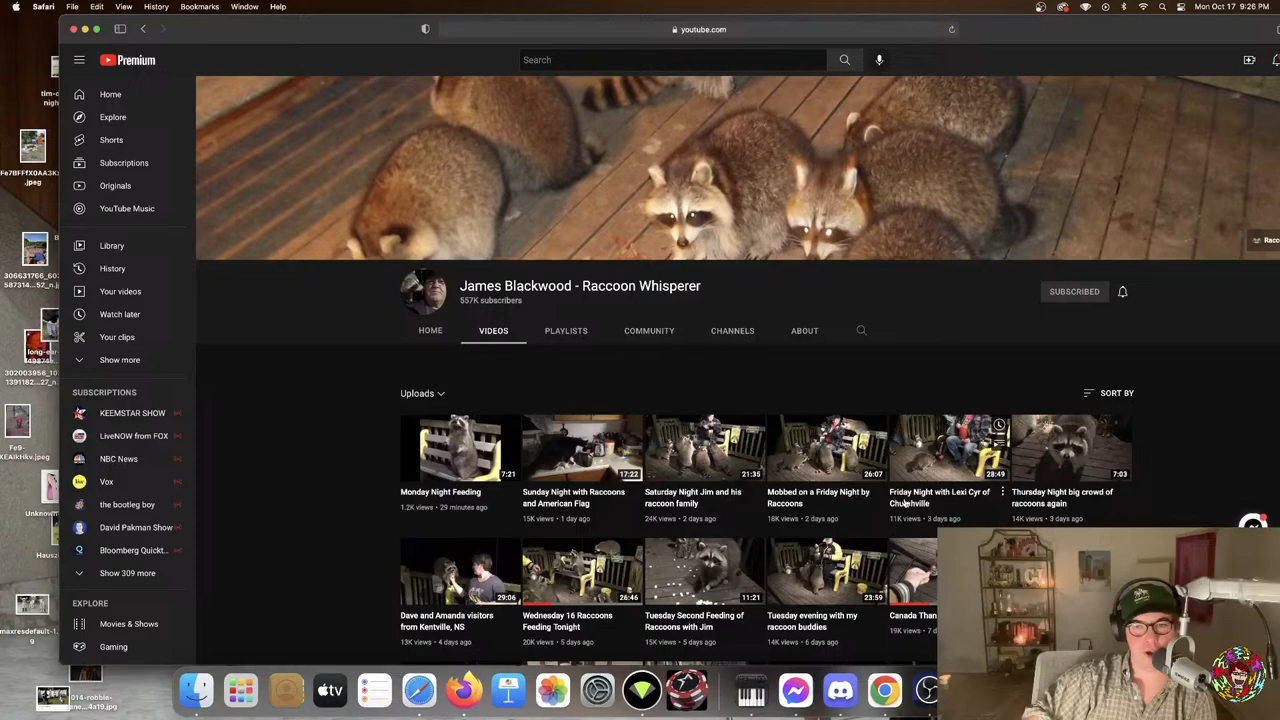 Safari File Edit View History Bookmarks Window Help
Mon Oct 17 9:26 PM
youtube.com
Premium
Search
Home
Explore
Shorts
Subscriptions
Originals
YouTube Music
Library
History
Your videos
Watch later
Your clips
Show more
SUBSCRIPTIONS
KEEMSTAR SHOW
LiveNOW from FOX
NBC News
Vox
the bootleg boy
David Pakman Show
Bloomberg Quickt...
Show 309 more
EXPLORE
Movies & Shows
Gaming
James Blackwood - Raccoon Whisperer
557K subscribers
SUBSCRIBED
HOME VIDEOS PLAYLISTS COMMUNITY CHANNELS ABOUT
Uploads
SORT BY
7:21
Monday Night Feeding
1.2K views • 29 minutes ago
17:22
Sunday Night with Raccoons
and American Flag
15K views • 1 day ago
21:35
Saturday Night Jim and his
raccoon family
24K views • 2 days ago
26:07
Mobbed on a Friday Night by
Raccoons
18K views • 2 days ago
28:49
Friday Night with Lexi Cyr of
Churchville
11K views • 3 days ago
7:03
Thursday Night big crowd of
raccoons again
14K views • 3 days ago
29:06
Dave and Amanda visitors
from Kentville, NS
13K views • 4 days ago
26:46
Wednesday 16 Raccoons
Feeding Tonight
20K views • 5 days ago
11:21
Tuesday Second Feeding of
Raccoons with Jim
15K views • 5 days ago
23:59
Tuesday evening with my
raccoon buddies
14K views • 6 days ago
Canada Than
19K views • 7 d
tv